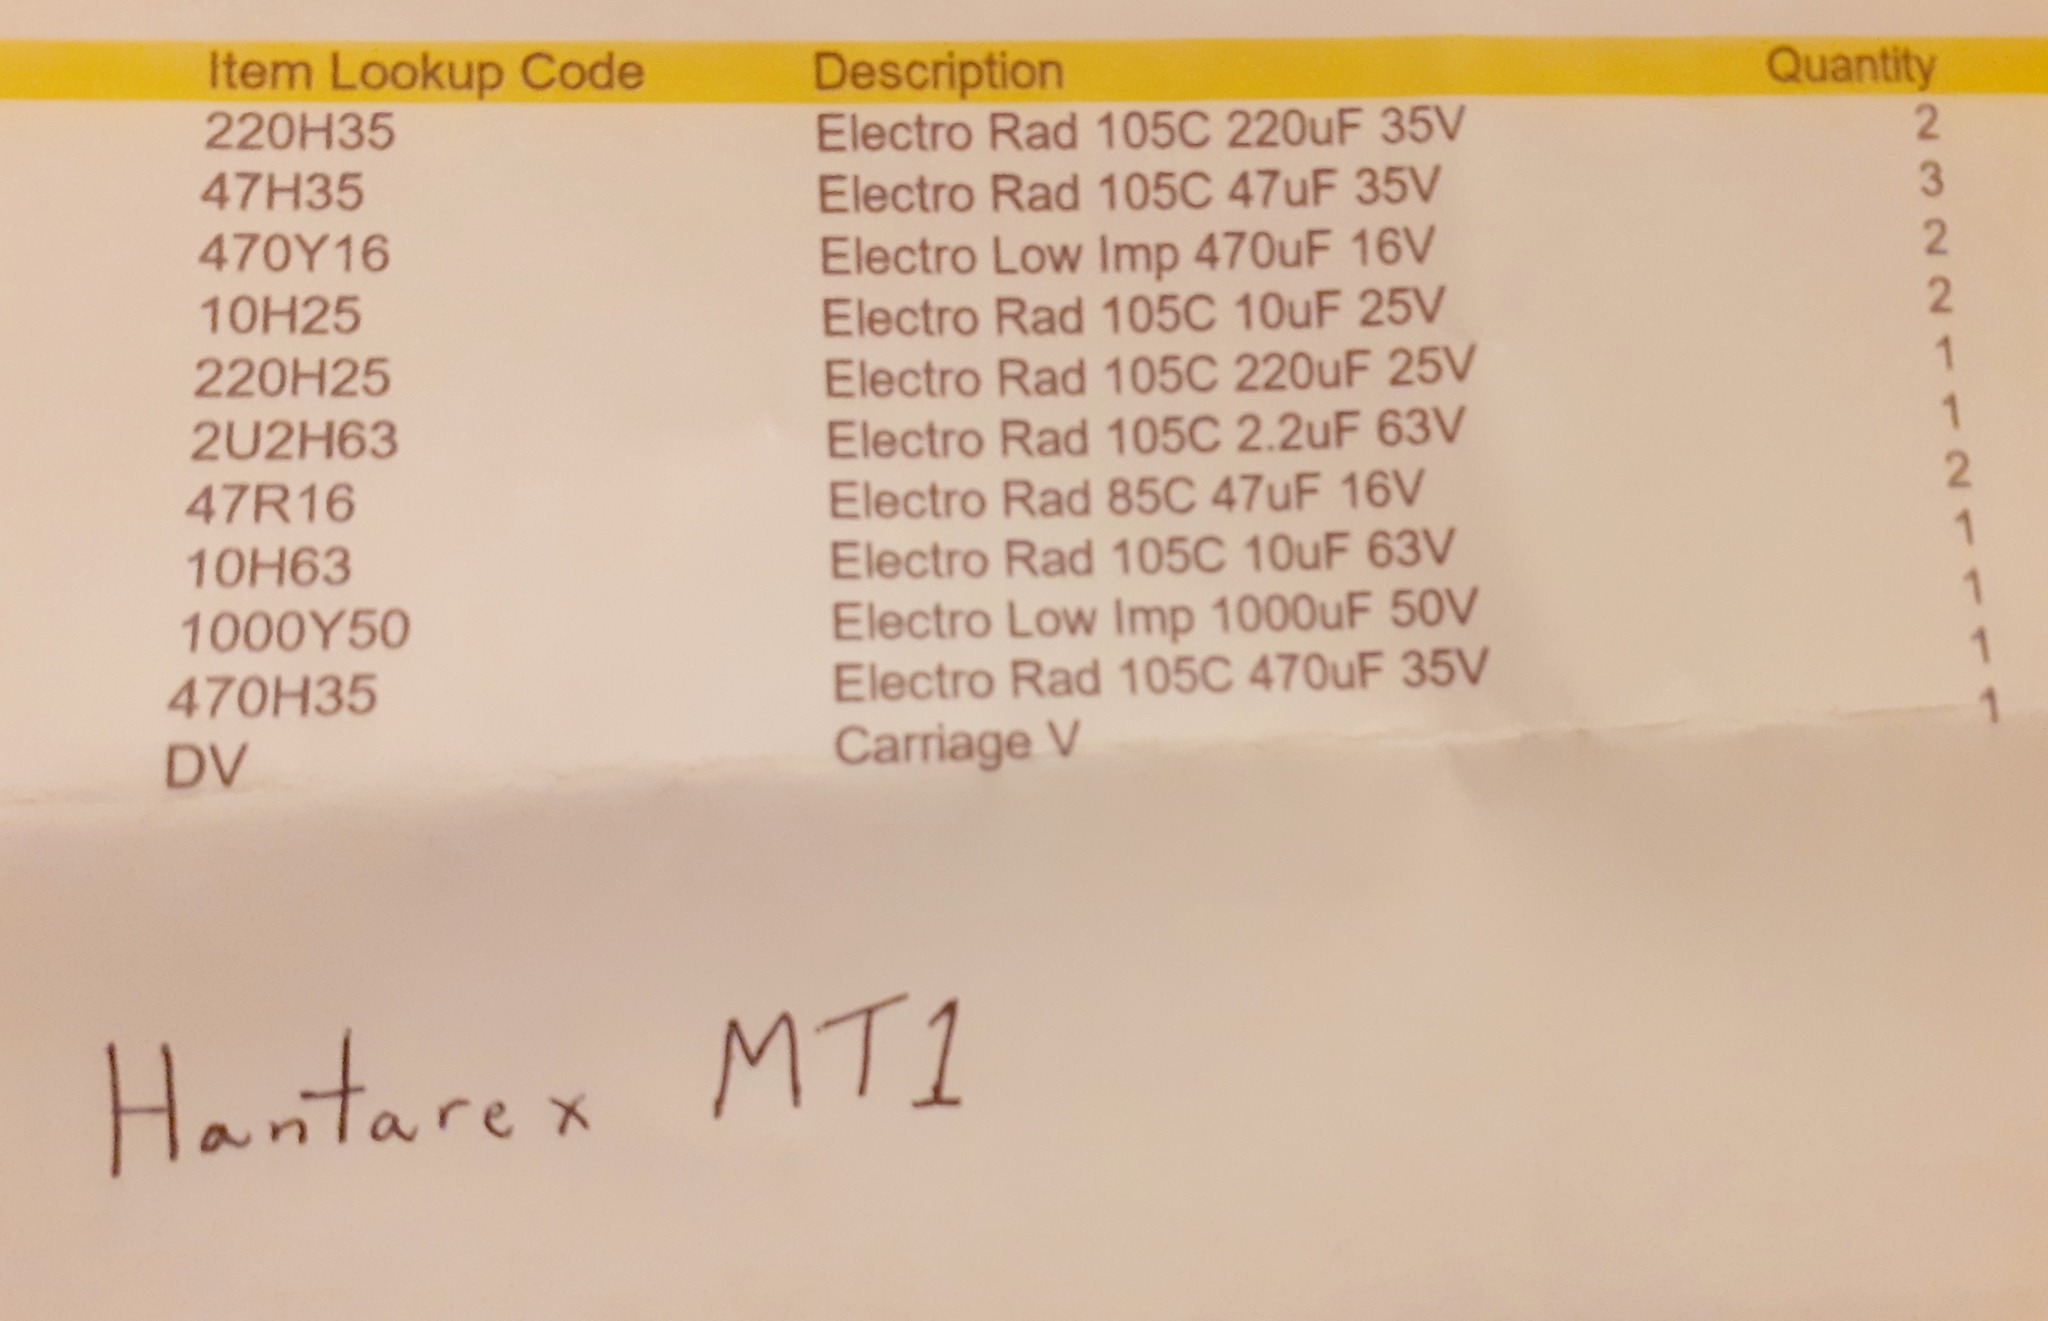 Item Lookup Code Description Quantity
220H35 Electro Rad 105C 220uF 35V 2
47H35 Electro Rad 105C 47uF 35V 3
470Y16 Electro Low Imp 470uF 16V 2
10H25 Electro Rad 105C 10uF 25V 2
220H25 Electro Rad 105C 220uF 25V 1
2U2H63 Electro Rad 105C 2.2uF 63V 1
47R16 Electro Rad 85C 47uF 16V 2
10H63 Electro Rad 105C 10uF 63V 1
1000Y50 Electro Low Imp 1000uF 50V 1
470H35 Electro Rad 105C 470uF 35V 1
DV Carriage V 1
Hantarex MT1